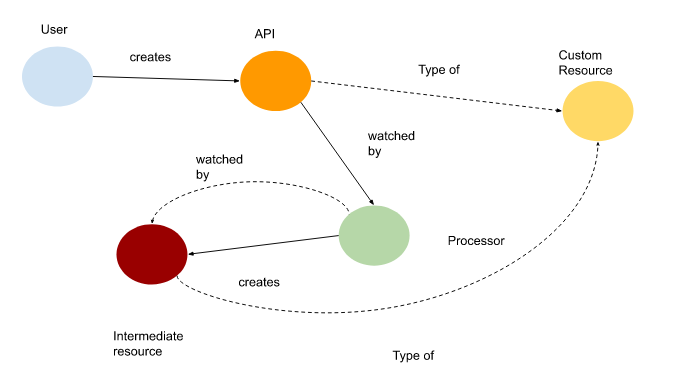 User
API
creates
Custom
Resource
Type of
watched
by
watched
by
Processor
creates
Intermediate
resource
Type of